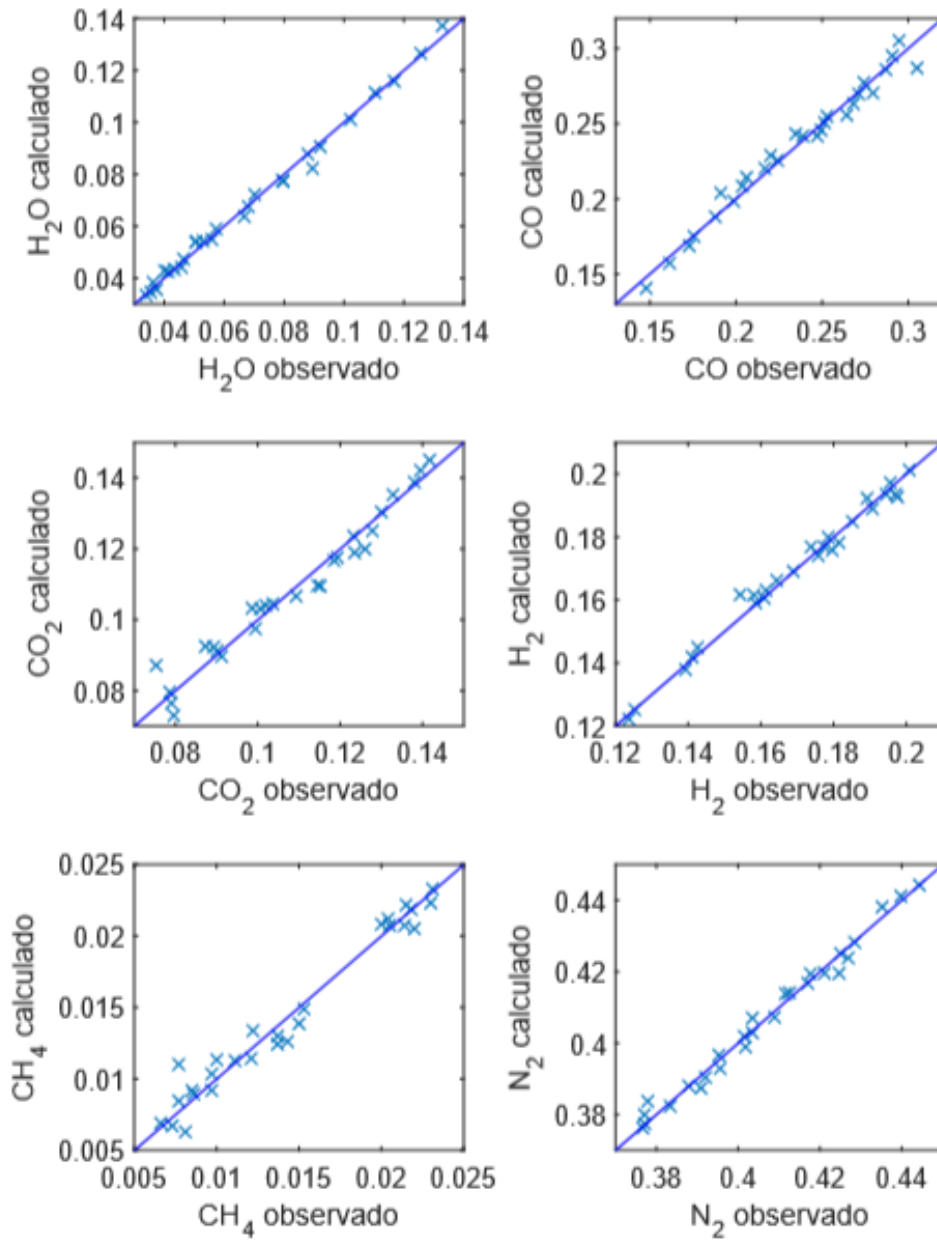 0.14
0.12
0.1
0.08
0.06
0.04
H₂O calculado
0.04 0.06 0.08 0.1 0.12 0.14
H₂O observado
0.3
0.25
0.2
0.15
CO calculado
0.15 0.2 0.25 0.3
CO observado
0.14
0.12
0.1
0.08
CO₂ calculado
0.08 0.1 0.12 0.14
CO₂ observado
0.2
0.18
0.16
0.14
0.12
H₂ calculado
0.12 0.14 0.16 0.18 0.2
H₂ observado
0.025
0.02
0.015
0.01
0.005
CH₄ calculado
0.005 0.01 0.015 0.02 0.025
CH₄ observado
0.44
0.42
0.4
0.38
N₂ calculado
0.38 0.4 0.42 0.44
N₂ observado